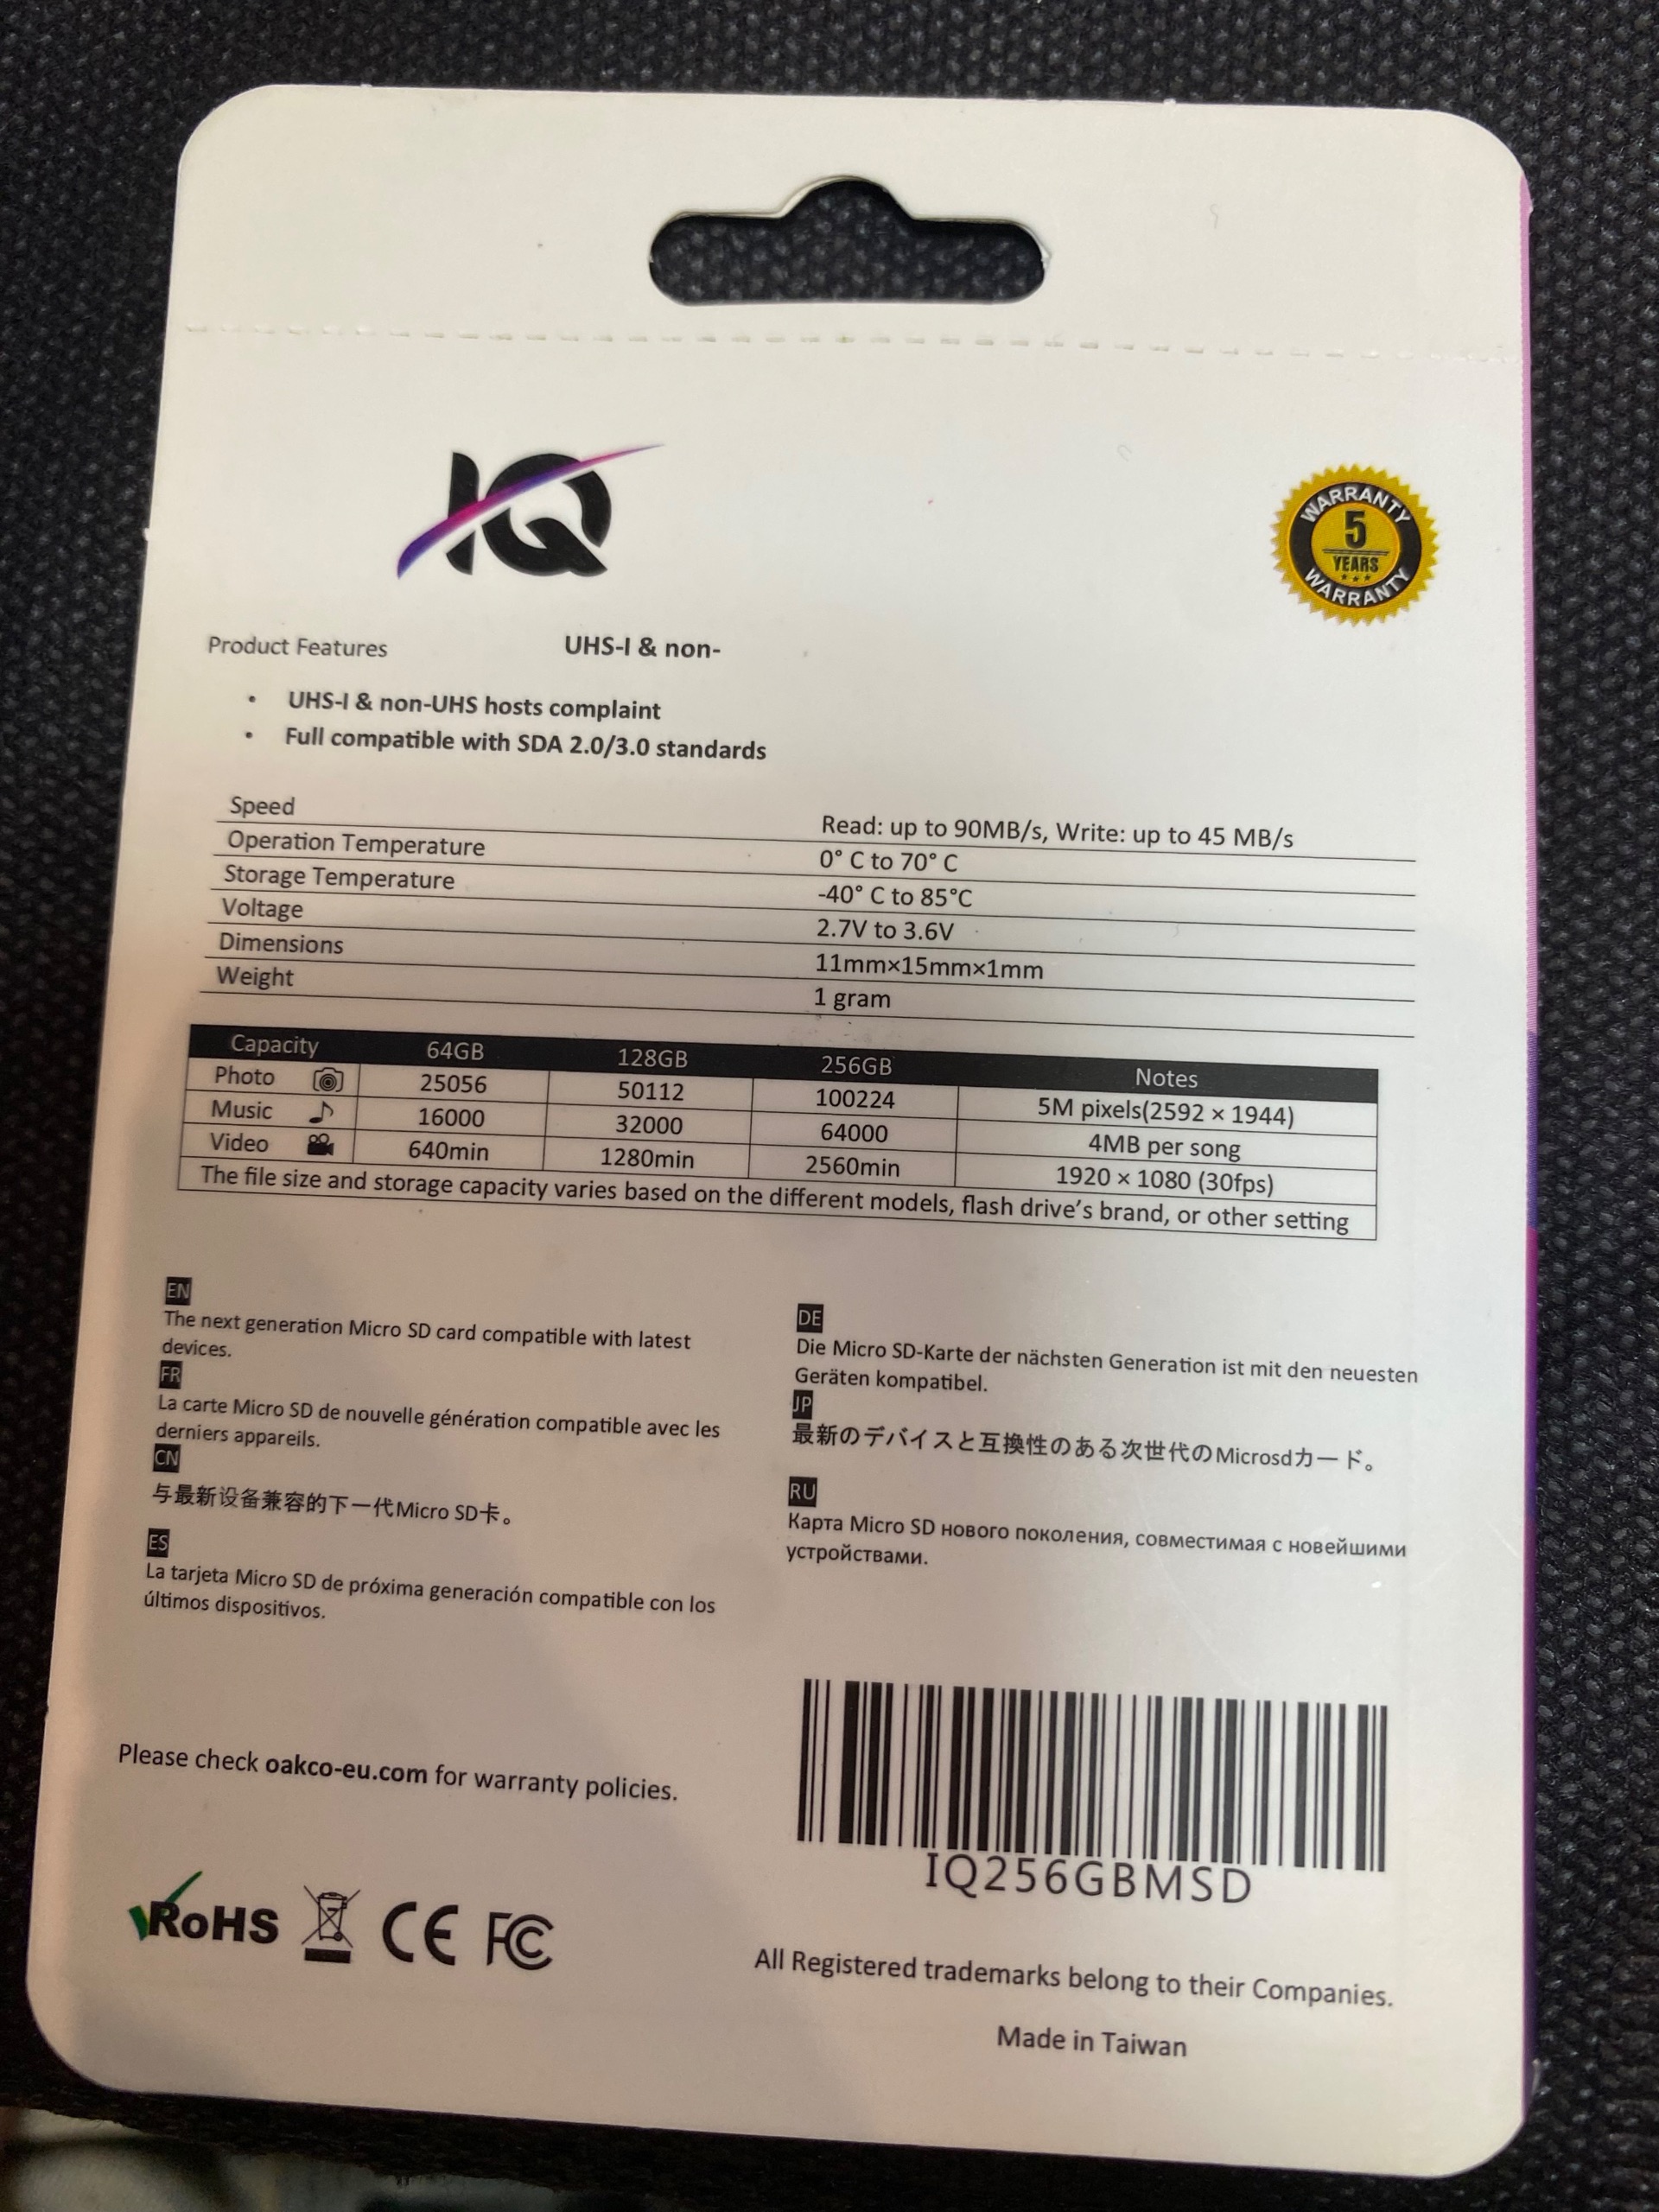 IQ
WARRANTY
5
YEARS
WARRANTY
Product Features UHS-I & non-
• UHS-I & non-UHS hosts complaint
• Full compatible with SDA 2.0/3.0 standards
Speed Read: up to 90MB/s, Write: up to 45 MB/s
Operation Temperature 0° C to 70° C
Storage Temperature -40° C to 85°C
Voltage 2.7V to 3.6V
Dimensions 11mm×15mm×1mm
Weight 1 gram
Capacity 64GB 128GB 256GB Notes
Photo 25056 50112 100224 5M pixels(2592 × 1944)
Music 16000 32000 64000 4MB per song
Video 640min 1280min 2560min 1920 × 1080 (30fps)
The file size and storage capacity varies based on the different models, flash drive's brand, or other setting
EN
The next generation Micro SD card compatible with latest
devices.
FR
La carte Micro SD de nouvelle génération compatible avec les
derniers appareils.
CN
与最新设备兼容的下一代Micro SD卡。
ES
La tarjeta Micro SD de próxima generación compatible con los
últimos dispositivos.
DE
Die Micro SD-Karte der nächsten Generation ist mit den neuesten
Geräten kompatibel.
JP
最新のデバイスと互換性のある次世代のMicrosdカード。
RU
Карта Micro SD нового поколения, совместимая с новейшими
устройствами.
Please check oakco-eu.com for warranty policies.
IQ256GBMSD
RoHS CE FC
All Registered trademarks belong to their Companies.
Made in Taiwan